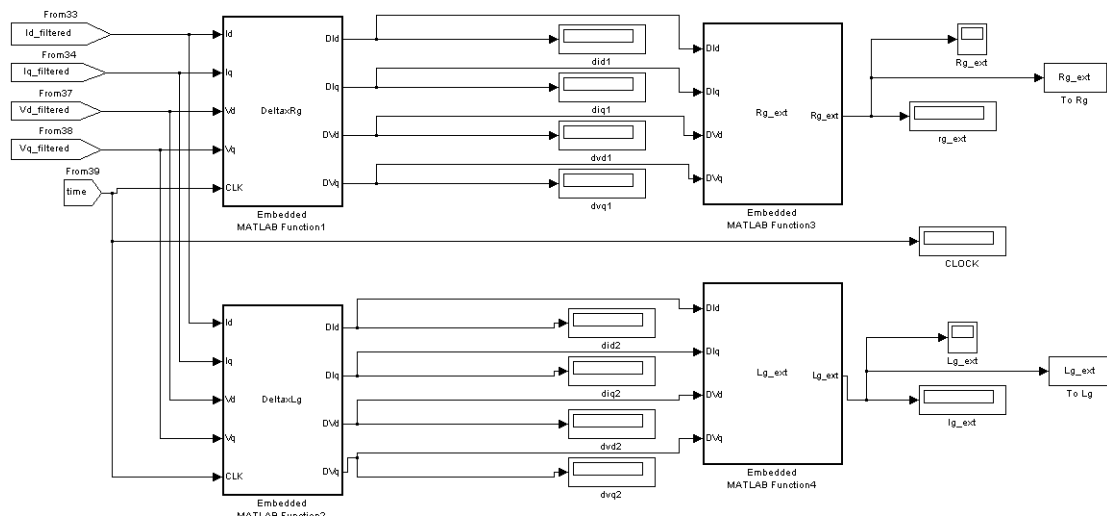 From33
Id_filtered
From34
Iq_filtered
From37
Vd_filtered
From38
Vq_filtered
From39
time
Id
Iq
Vd
Vq
CLK
DeltaxRg
DId
DIq
DVd
DVq
Embedded
MATLAB Function1
did1
diq1
dvd1
dvq1
DId
DIq
DVd
DVq
Rg_ext
Rg_ext
Embedded
MATLAB Function3
Rg_ext
rg_ext
Rg_ext
To Rg
CLOCK
Id
Iq
Vd
Vq
CLK
DeltaxLg
DId
DIq
DVd
DVq
Embedded
MATLAB Function2
did2
diq2
dvd2
dvq2
DId
DIq
DVd
DVq
Lg_ext
Lg_ext
Embedded
MATLAB Function4
Lg_ext
lg_ext
Lg_ext
To Lg